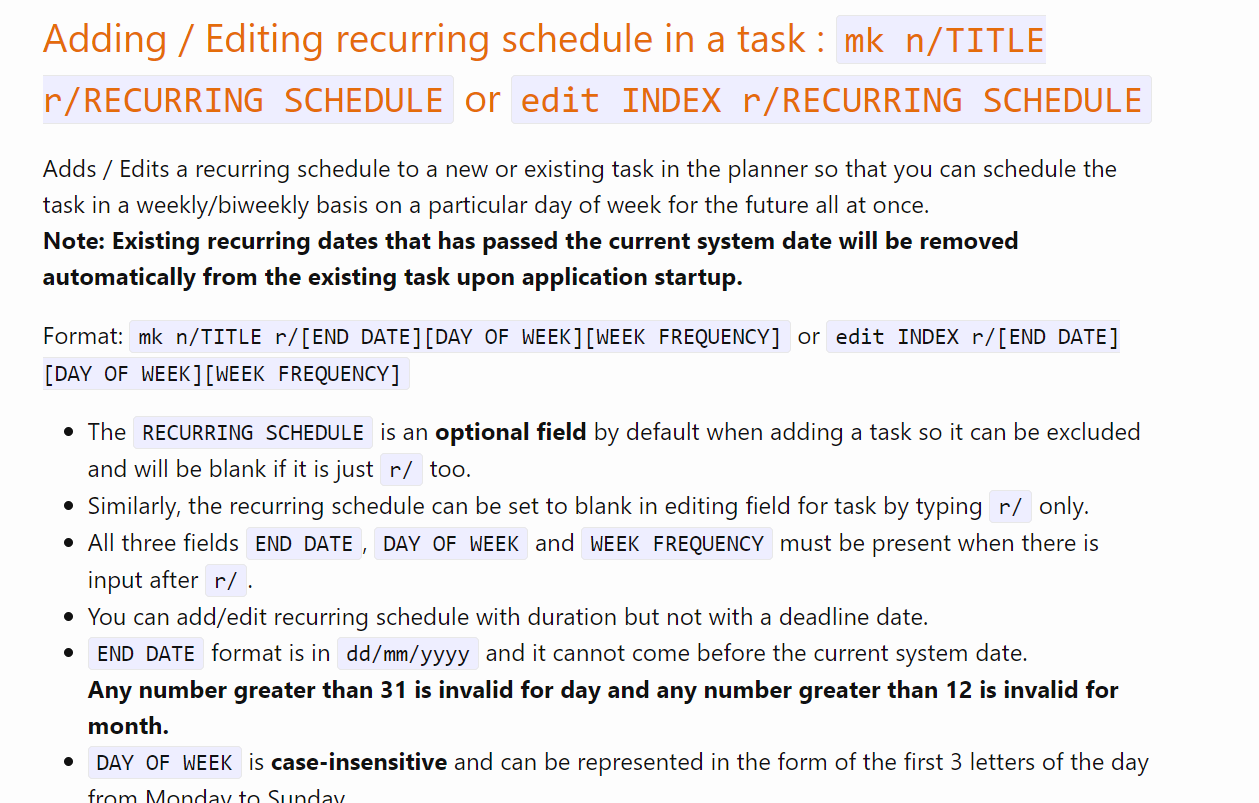 Adding / Editing recurring schedule in a task : mk n/TITLE
r/RECURRING SCHEDULE or edit INDEX r/RECURRING SCHEDULE
Adds / Edits a recurring schedule to a new or existing task in the planner so that you can schedule the
task in a weekly/biweekly basis on a particular day of week for the future all at once.
Note: Existing recurring dates that has passed the current system date will be removed
automatically from the existing task upon application startup.
Format: mk n/TITLE r/[END DATE][DAY OF WEEK][WEEK FREQUENCY] or edit INDEX r/[END DATE]
[DAY OF WEEK][WEEK FREQUENCY]
• The RECURRING SCHEDULE is an optional field by default when adding a task so it can be excluded
and will be blank if it is just r/ too.
• Similarly, the recurring schedule can be set to blank in editing field for task by typing r/ only.
• All three fields END DATE, DAY OF WEEK and WEEK FREQUENCY must be present when there is
input after r/.
• You can add/edit recurring schedule with duration but not with a deadline date.
• END DATE format is in dd/mm/yyyy and it cannot come before the current system date.
Any number greater than 31 is invalid for day and any number greater than 12 is invalid for
month.
• DAY OF WEEK is case-insensitive and can be represented in the form of the first 3 letters of the day
from Monday to Sunday